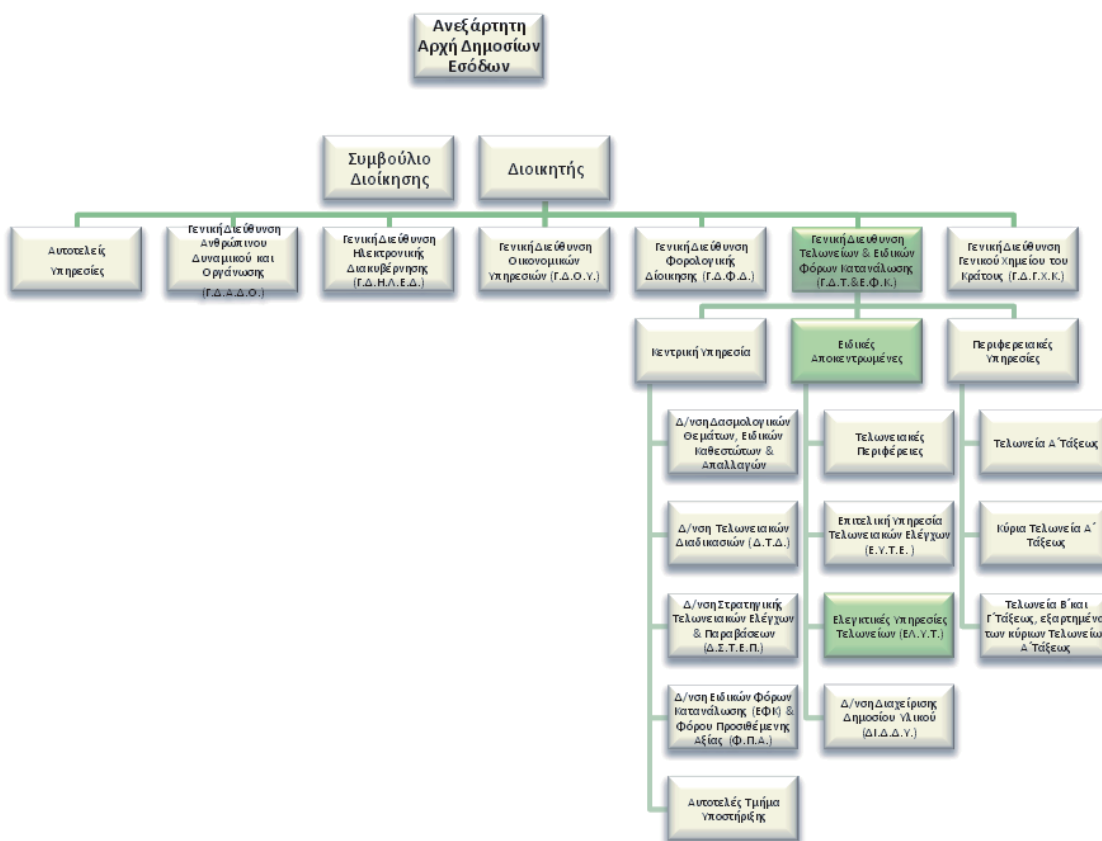 Ανεξάρτητη
Αρχή Δημοσίων
Εσόδων
Συμβούλιο
Διοίκησης
Διοικητής
Αυτοτελείς
Υπηρεσίες
Γενική Διεύθυνση
Ανθρώπινου
Δυναμικού και
Οργάνωσης
(Γ.Δ.Α.Δ.Ο.)
Γενική Διεύθυνση
Ηλεκτρονικής
Διακυβέρνησης
(Γ.Δ.Η.Λ.Ε.Δ.)
Γενική Διεύθυνση
Οικονομικών
Υπηρεσιών (Γ.Δ.Ο.Υ.)
Γενική Διεύθυνση
Φορολογικής
Δίοικησης (Γ.Δ.Φ.Δ.)
Γενική Διευθυνση
Τελωνείων & Ειδικών
Φόρων Κατανάλωσης
(Γ.Δ.Τ.&Ε.Φ.Κ.)
Γενική Διεύθυνση
Γενικού Χημείου του
Κράτους (Γ.Δ.Γ.Χ.Κ.)
Κεντρική Υπηρεσία
Ειδικές
Αποκεντρωμένες
Περιφερειακές
Υπηρεσίες
Δ/νση Δασμολογικών
Θεμάτων, Ειδικών
Καθεστώτων &
Απαλλαγών
Τελωνειακές
Περιφέρειες
Τελωνεία Α΄Τάξεως
Δ/νση Τελωνειακών
Διαδικασιών (Δ.Τ.Δ.)
Επιτελική Υπηρεσία
Τελωνειακών Ελέγχων
(Ε.Υ.Τ.Ε. )
Κύρια Τελωνεία Α΄
Τάξεως
Δ/νση Στρατηγικής
Τελωνειακών Ελέγχων
& Παραβάσεων
(Δ.Σ.Τ.Ε.Π.)
Ελεγκτικές Υπηρεσίες
Τελωνείων (ΕΛ.Υ.Τ.)
Τελωνεία Β΄και
Γ΄Τάξεως, εξαρτημένα
των κύριων Τελωνείων
Α΄Τάξεως
Δ/νση Ειδικών Φόρων
Κατανάλωσης (ΕΦΚ) &
Φόρου Προσιθέμενης
Αξίας (Φ.Π.Α.)
Δ/νση Διαχείρισης
Δημοσίου Υλικού
(ΔΙ.Δ.Δ.Υ.)
Αυτοτελές Τμήμα
Υποστήριξης